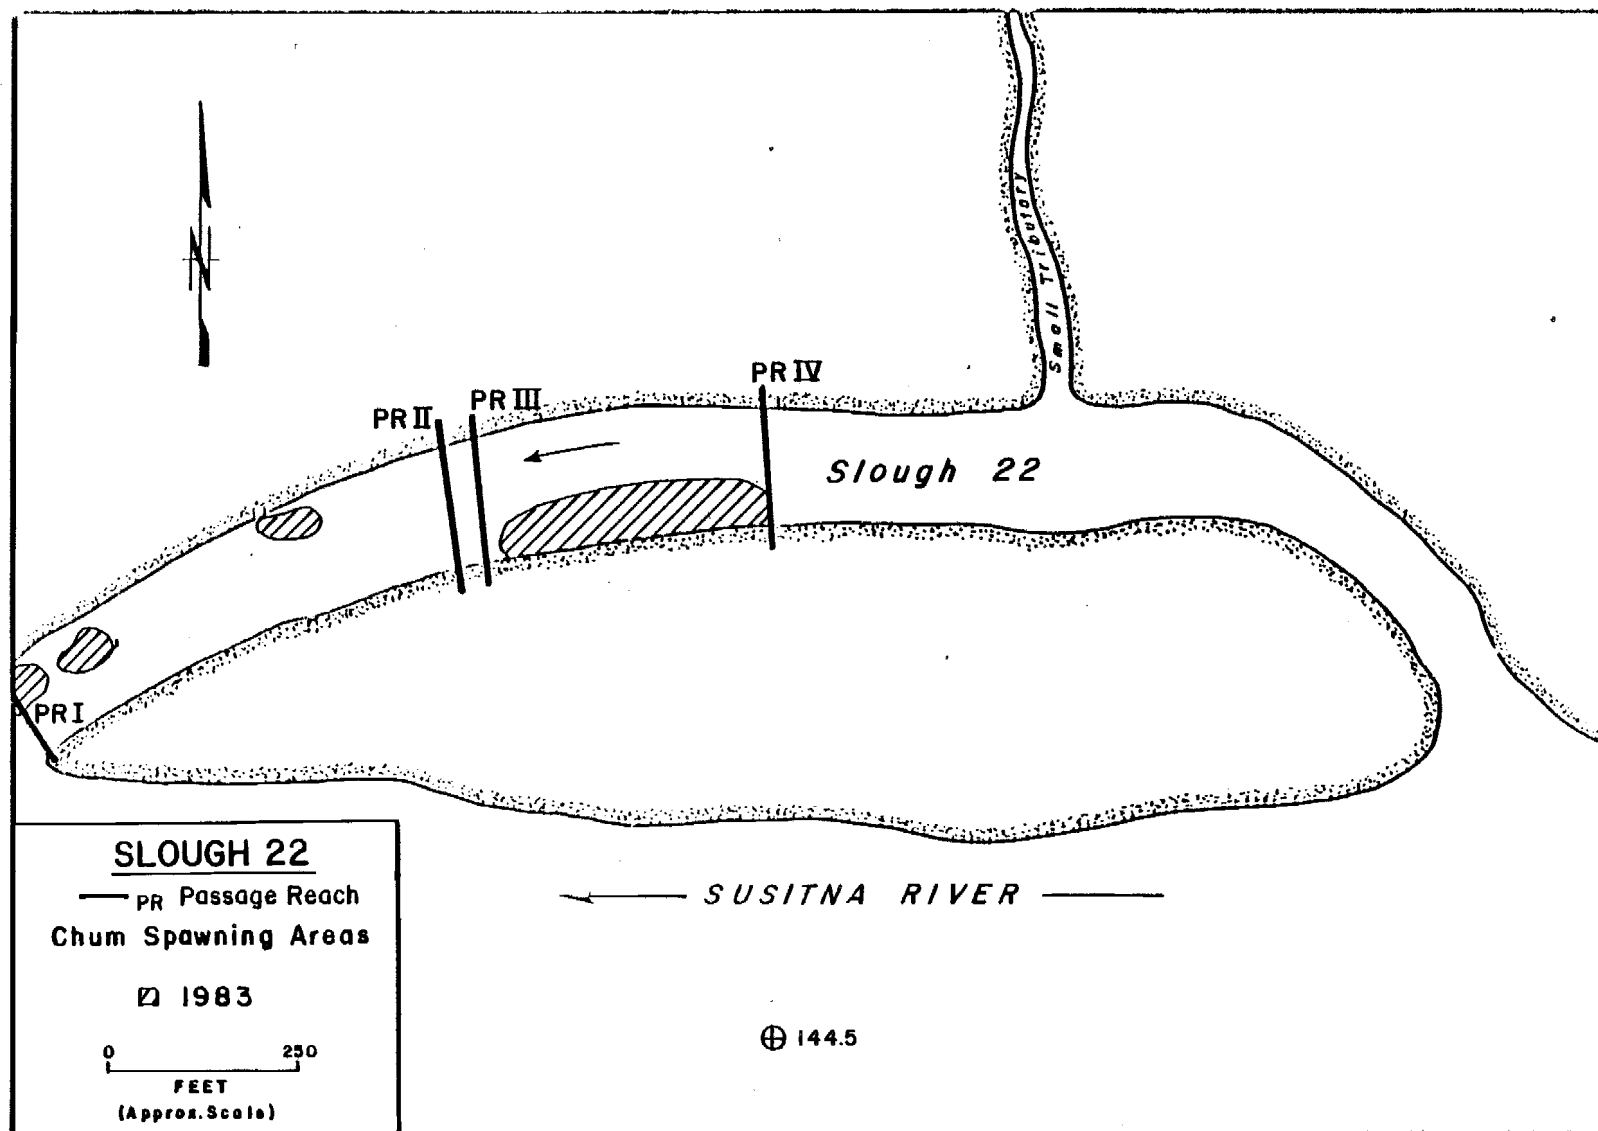 N
Small Tributary
PR IV
PR III
PR II
Slough 22
PR I
SLOUGH 22
PR Passage Reach
Chum Spawning Areas
1983
0 250
FEET
(Approx. Scale)
SUSITNA RIVER
144.5